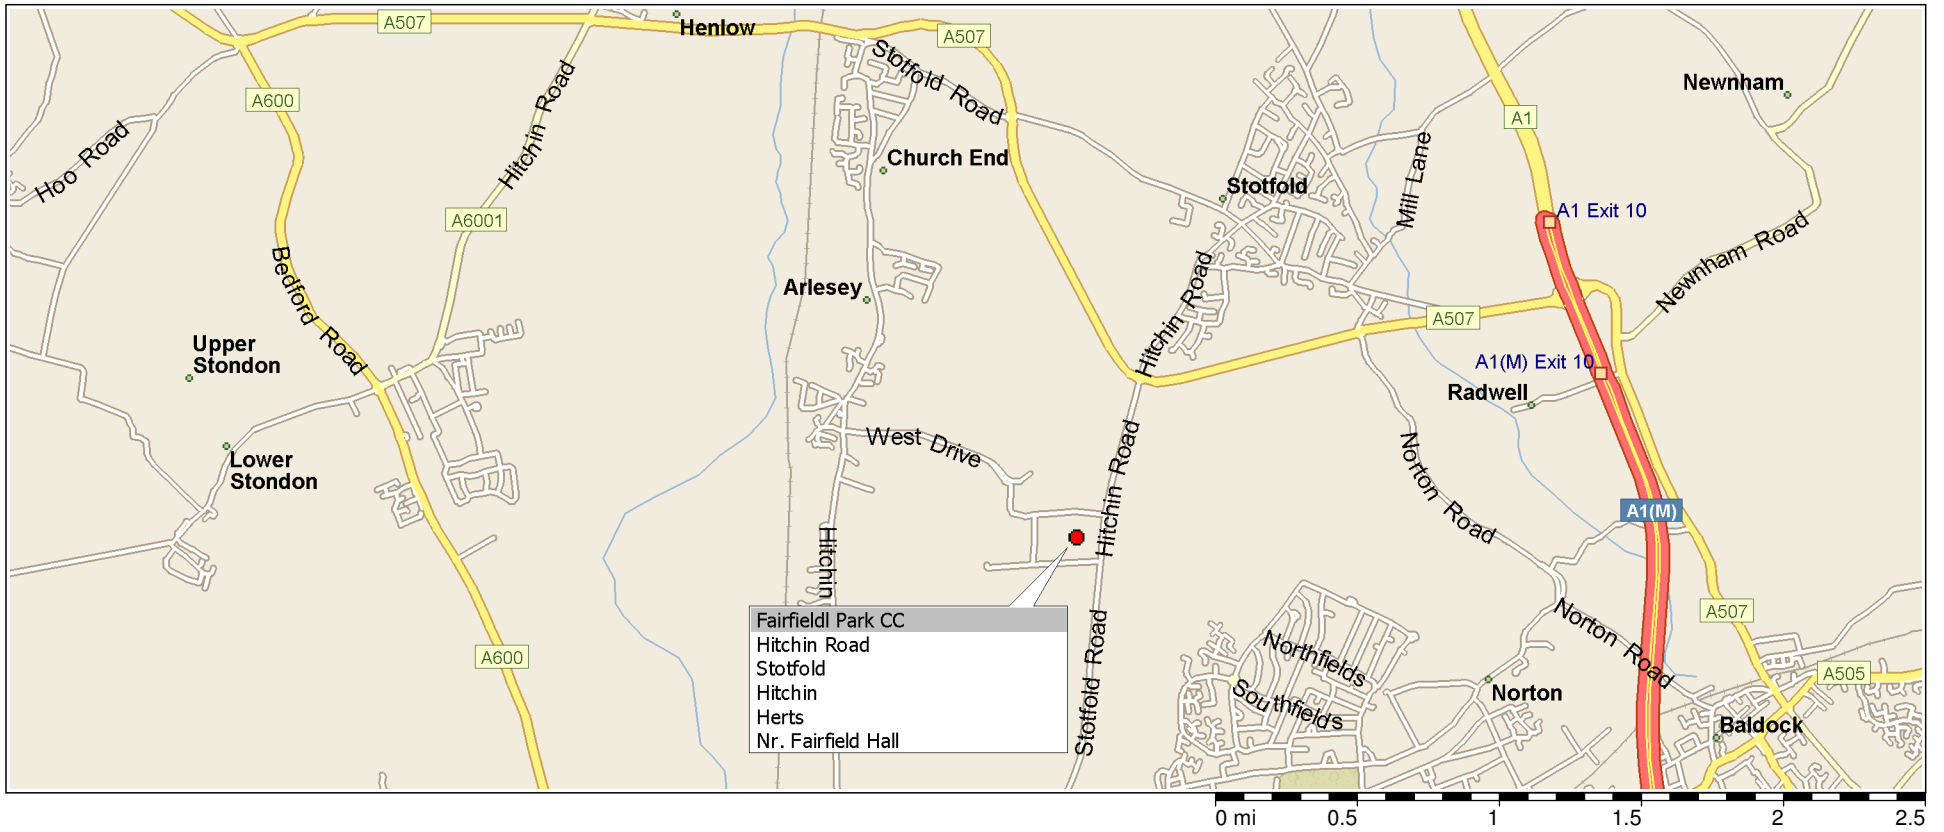 A507
Henlow
A507
Stotfold Road
A600
Hitchin Road
Hoo Road
Church End
Newnham
A1
Mill Lane
Stotfold
A6001
A1 Exit 10
Newnham Road
Bedford Road
Arlesey
Hitchin Road
A507
Upper
Stondon
A1(M) Exit 10
Radwell
West Drive
Hitchin Road
Norton Road
Lower
Stondon
A1(M)
Hitchin
Fairfieldl Park CC
Hitchin Road
Stotfold
Hitchin
Herts
Nr. Fairfield Hall
Stotfold Road
A600
Northfields
Southfields
Norton Road
A507
A505
Norton
Baldock
0 mi 0.5 1 1.5 2 2.5